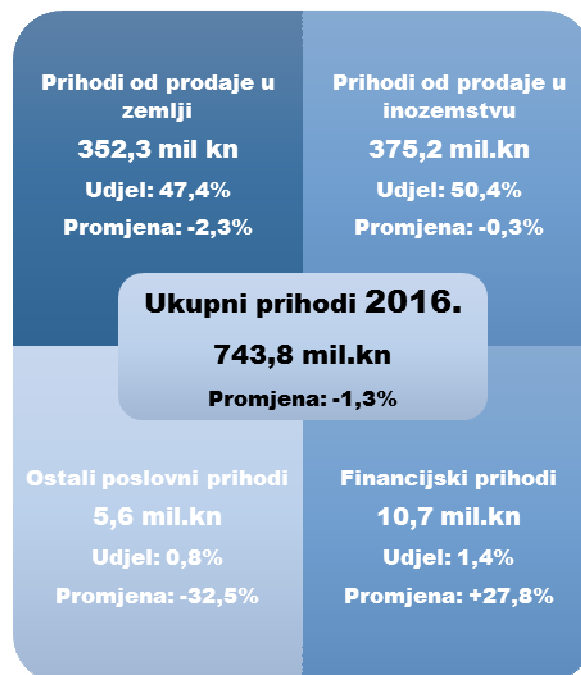 Prihodi od prodaje u
zemlji
352,3 mil kn
Udjel: 47,4%
Promjena: -2,3%
Prihodi od prodaje u
inozemstvu
375,2 mil.kn
Udjel: 50,4%
Promjena: -0,3%
Ukupni prihodi 2016.
743,8 mil.kn
Promjena: -1,3%
Ostali poslovni prihodi
5,6 mil.kn
Udjel: 0,8%
Promjena: -32,5%
Financijski prihodi
10,7 mil.kn
Udjel: 1,4%
Promjena: +27,8%